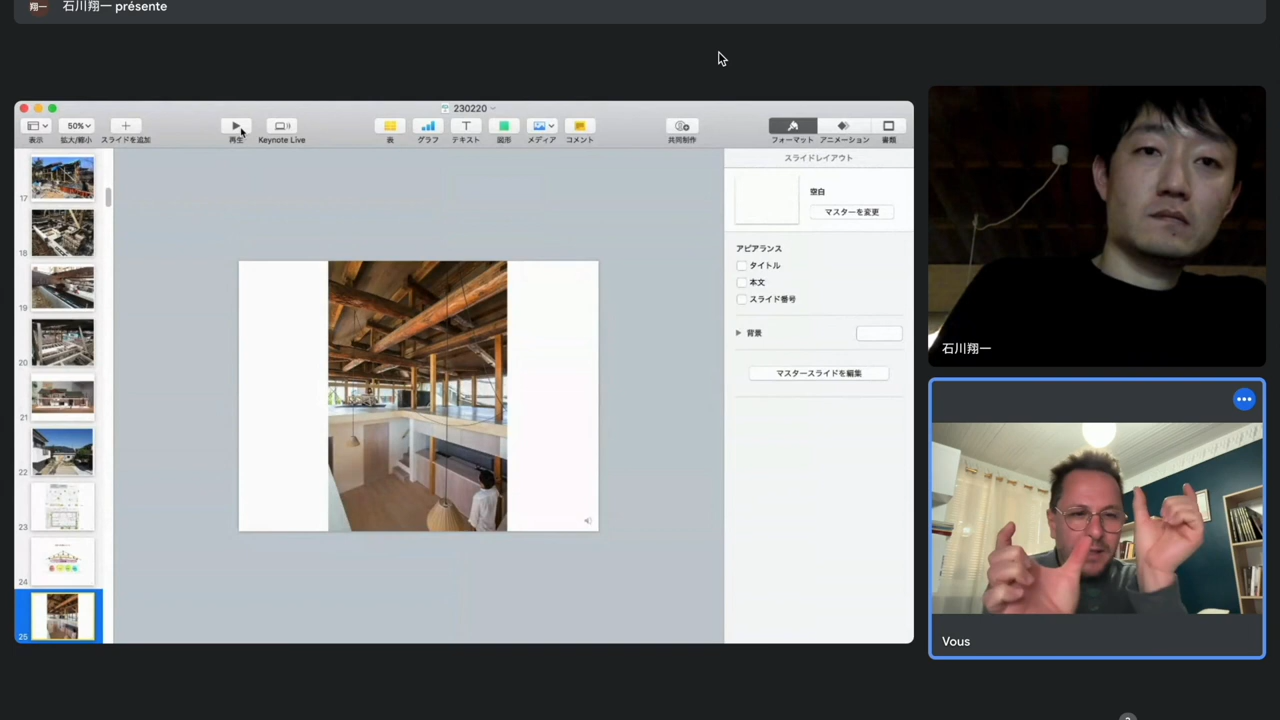 翔一 石川翔一 présente
230220
50%
表示 拡大/縮小 スライドを追加 再生 Keynote Live 表 グラフ テキスト 図形 メディア コメント 共同制作 フォーマット アニメーション 書類
スライドレイアウト
空白
マスターを変更
アピアランス
タイトル
本文
スライド番号
背景
マスタースライドを編集
17
18
19
20
21
22
23
24
25
石川翔一
Vous